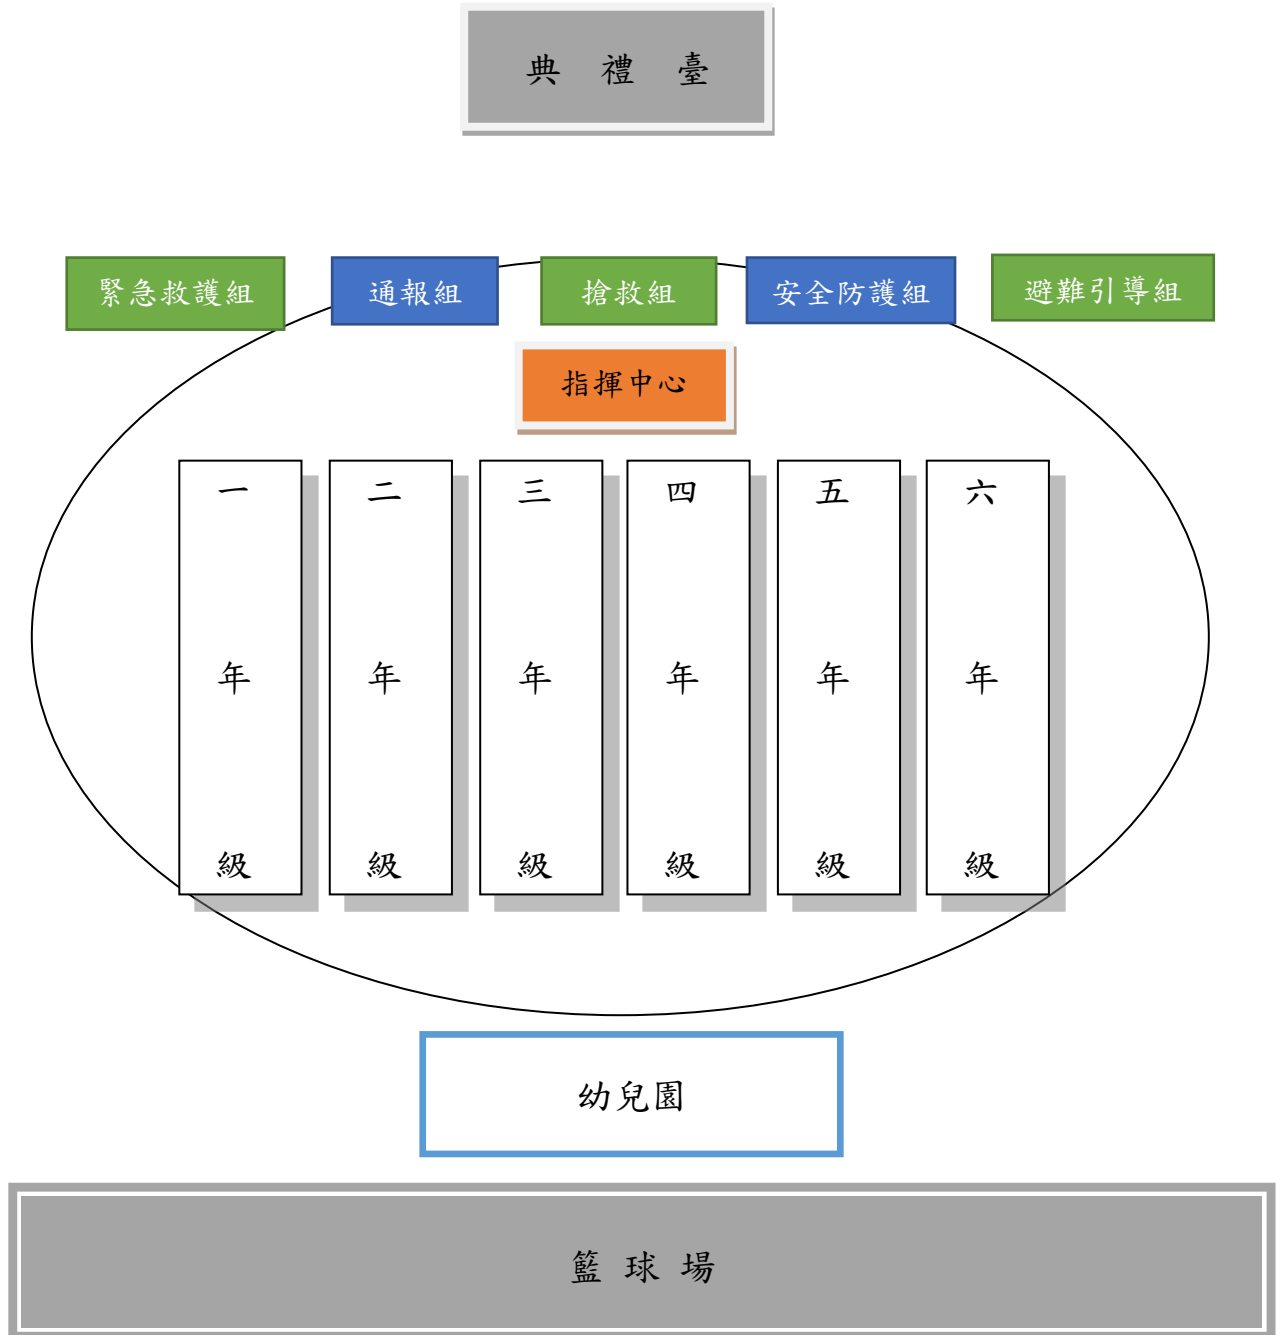 典 禮 臺
緊急救護組
通報組
搶救組
安全防護組
避難引導組
指揮中心
一年級
二年級
三年級
四年級
五年級
六年級
幼兒園
籃 球 場